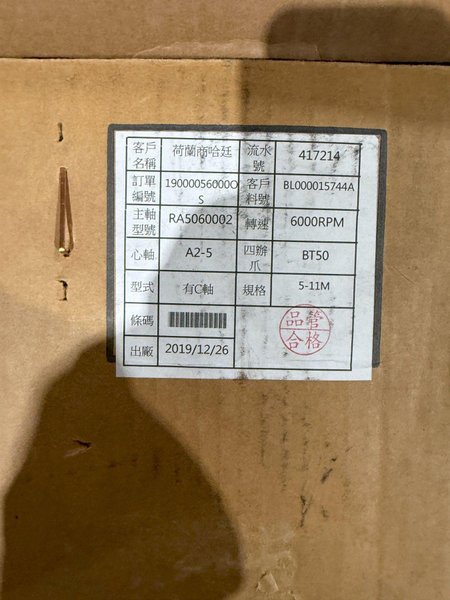 客戶 荷蘭商哈廷 流水 417214
名稱 號
訂單 19000056000O 客戶 BL000015744A
編號 S 料號
主軸 RA5060002 轉速 6000RPM
型號
心軸 A2-5 四辦 BT50
爪
型式 有C軸 規格 5-11M
條碼
出廠 2019/12/26
品管
合格